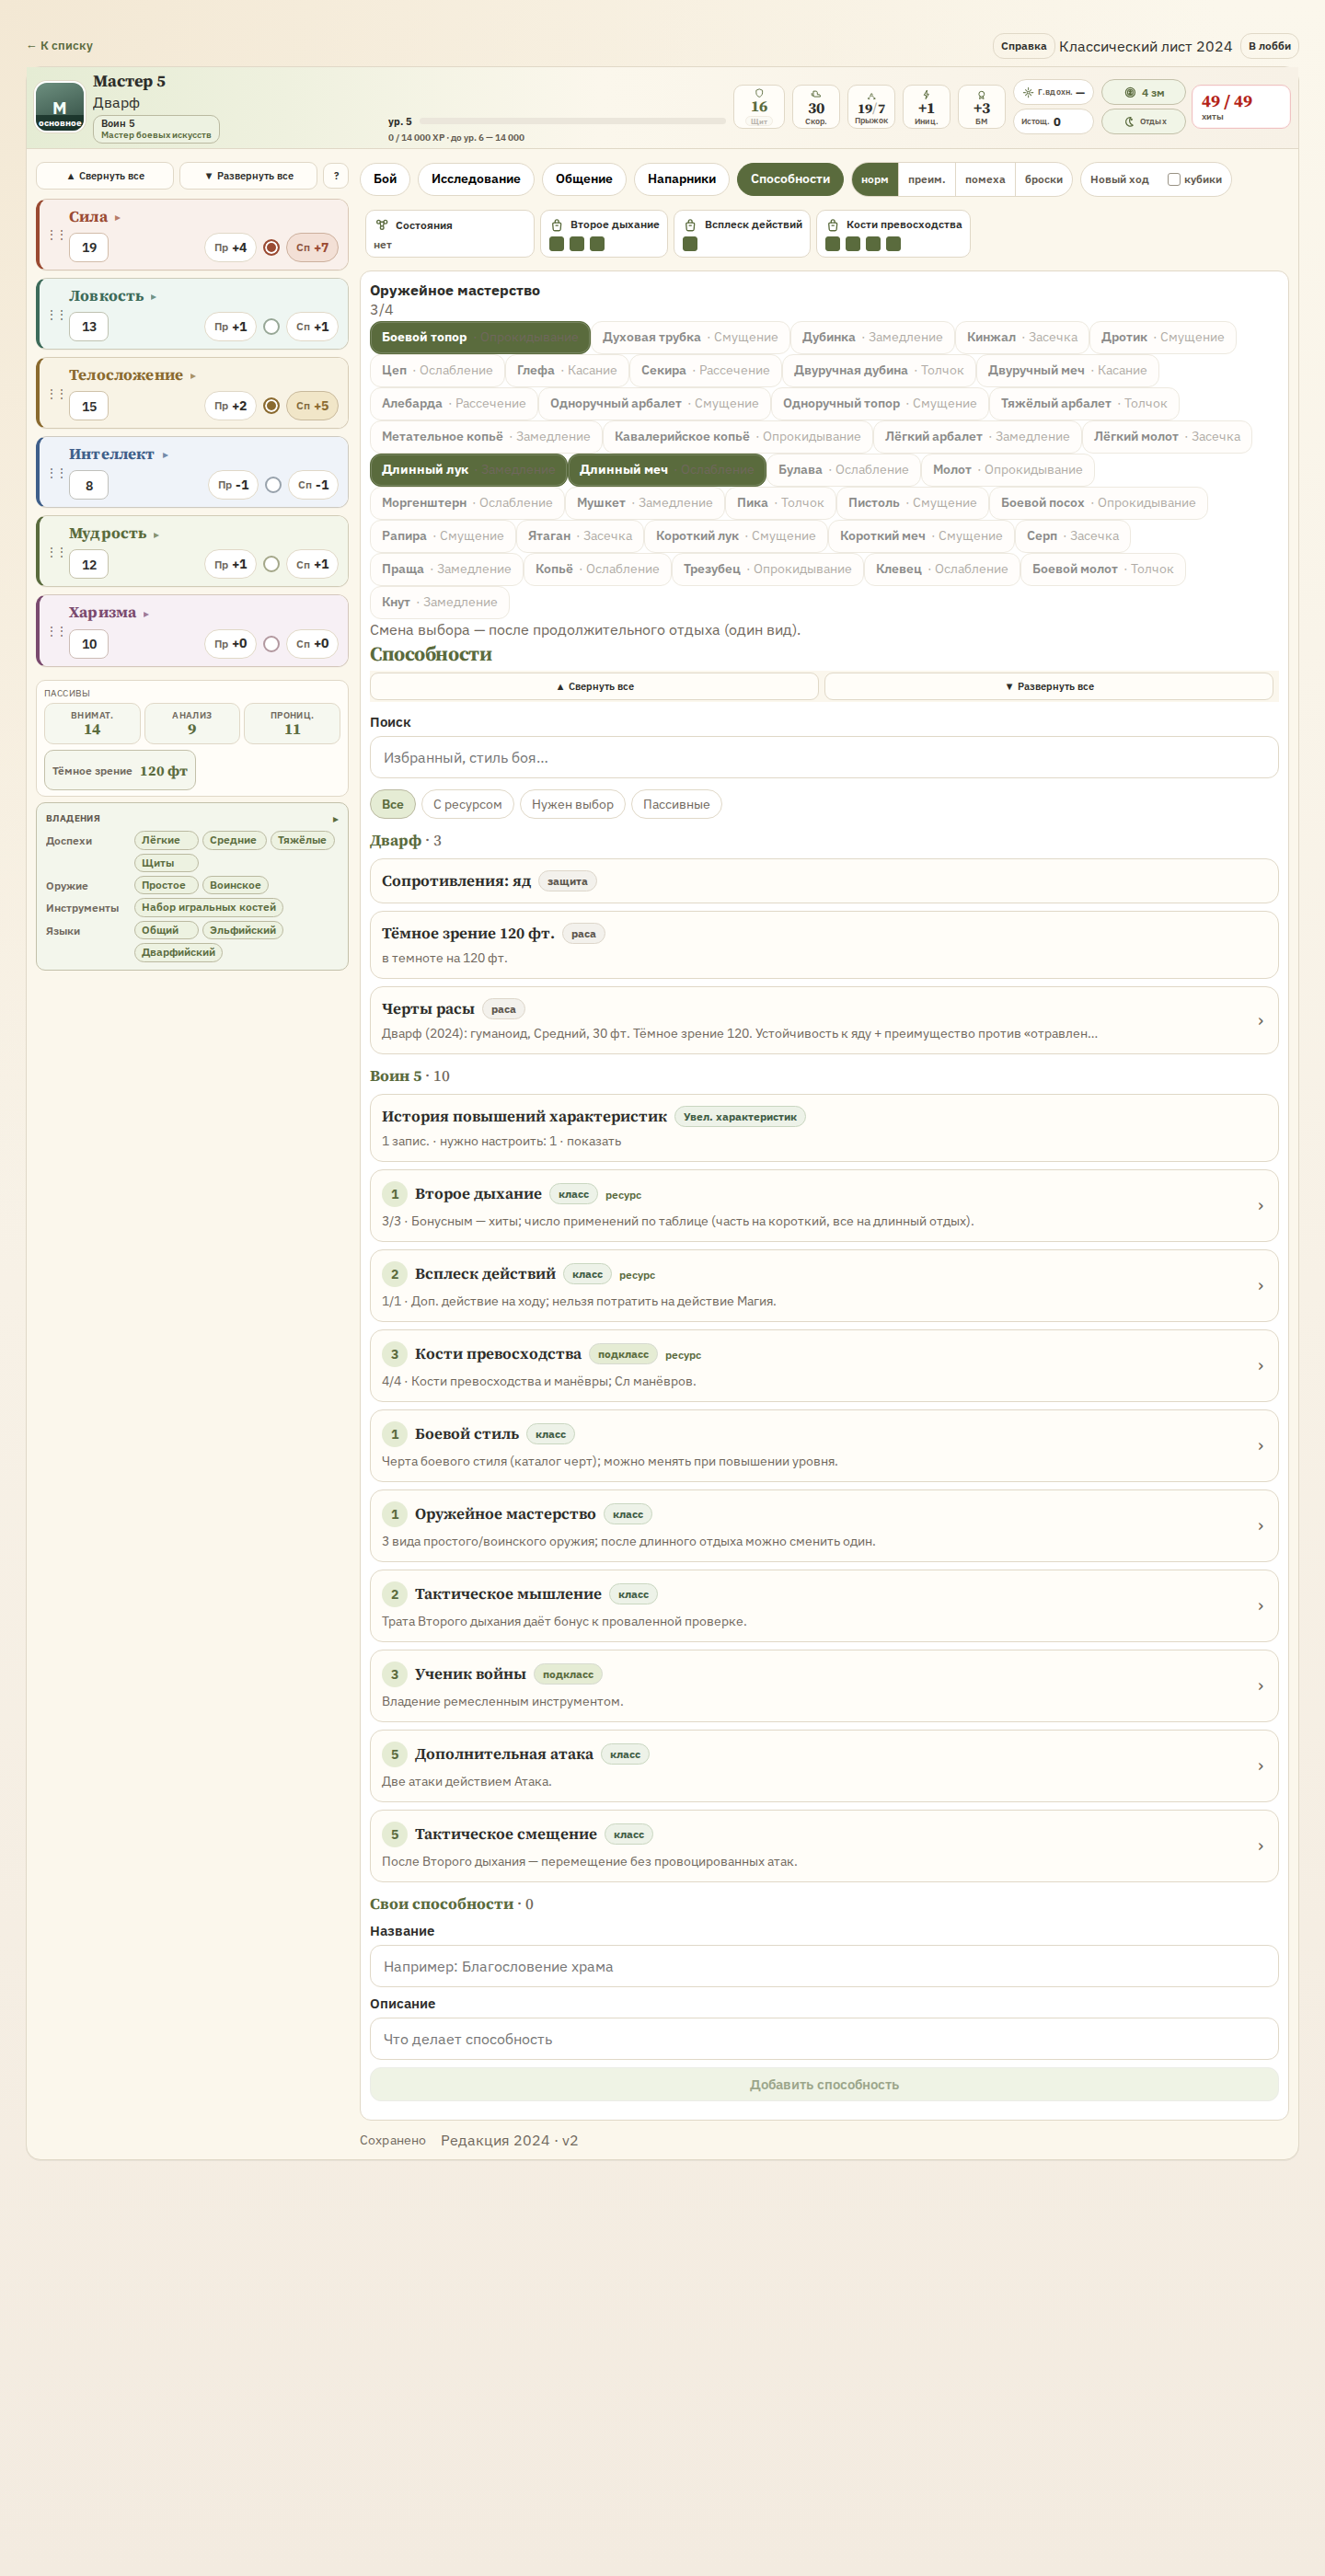 ← К списку
Справка Классический лист 2024 В лобби
М
основное
Мастер 5
Дварф
Воин 5
Мастер боевых искусств
ур. 5
0 / 14 000 XP · до ур. 6 — 14 000
16
Щит
30
Скор.
19/7
Прыжок
+1
Иниц.
+3
БМ
Г.вдохн. —
Истощ. 0
4 зм
Отдых
49 / 49
хиты
▲ Свернуть все ▼ Развернуть все ?
Сила ▸
19 Пр +4 Сп +7
Ловкость ▸
13 Пр +1 Сп +1
Телосложение ▸
15 Пр +2 Сп +5
Интеллект ▸
8 Пр -1 Сп -1
Мудрость ▸
12 Пр +1 Сп +1
Харизма ▸
10 Пр +0 Сп +0
ПАССИВЫ
ВНИМАТ. АНАЛИЗ ПРОНИЦ.
14 9 11
Тёмное зрение 120 фт
ВЛАДЕНИЯ ▸
Доспехи Лёгкие Средние Тяжёлые
Щиты
Оружие Простое Воинское
Инструменты Набор игральных костей
Языки Общий Эльфийский
Дварфийский
Бой Исследование Общение Напарники Способности норм преим. помеха броски Новый ход кубики
Состояния
нет
Второе дыхание
Всплеск действий
Кости превосходства
Оружейное мастерство
3/4
Боевой топор Духовая трубка · Смущение Дубинка · Замедление Кинжал · Засечка Дротик · Смущение
Цеп · Ослабление Глефа · Касание Секира · Рассечение Двуручная дубина · Толчок Двуручный меч · Касание
Алебарда · Рассечение Одноручный арбалет · Смущение Одноручный топор · Смущение Тяжёлый арбалет · Толчок
Метательное копьё · Замедление Кавалерийское копьё · Опрокидывание Лёгкий арбалет · Замедление Лёгкий молот · Засечка
Длинный лук Длинный меч Булава · Ослабление Молот · Опрокидывание
Моргенштерн · Ослабление Мушкет · Замедление Пика · Толчок Пистоль · Смущение Боевой посох · Опрокидывание
Рапира · Смущение Ятаган · Засечка Короткий лук · Смущение Короткий меч · Смущение Серп · Засечка
Праща · Замедление Копьё · Ослабление Трезубец · Опрокидывание Клевец · Ослабление Боевой молот · Толчок
Кнут · Замедление
Смена выбора — после продолжительного отдыха (один вид).
Способности
▲ Свернуть все ▼ Развернуть все
Поиск
Избранный, стиль боя…
Все С ресурсом Нужен выбор Пассивные
Дварф · 3
Сопротивления: яд защита
Тёмное зрение 120 фт. раса
в темноте на 120 фт.
Черты расы раса
Дварф (2024): гуманоид, Средний, 30 фт. Тёмное зрение 120. Устойчивость к яду + преимущество против «отравлен…
Воин 5 · 10
История повышений характеристик Увел. характеристик
1 запис. · нужно настроить: 1 · показать
1 Второе дыхание класс ресурс
3/3 · Бонусным — хиты; число применений по таблице (часть на короткий, все на длинный отдых).
2 Всплеск действий класс ресурс
1/1 · Доп. действие на ходу; нельзя потратить на действие Магия.
3 Кости превосходства подкласс ресурс
4/4 · Кости превосходства и манёвры; Сл манёвров.
1 Боевой стиль класс
Черта боевого стиля (каталог черт); можно менять при повышении уровня.
1 Оружейное мастерство класс
3 вида простого/воинского оружия; после длинного отдыха можно сменить один.
2 Тактическое мышление класс
Трата Второго дыхания даёт бонус к проваленной проверке.
3 Ученик войны подкласс
Владение ремесленным инструментом.
5 Дополнительная атака класс
Две атаки действием Атака.
5 Тактическое смещение класс
После Второго дыхания — перемещение без провоцированных атак.
Свои способности · 0
Название
Например: Благословение храма
Описание
Что делает способность
Добавить способность
Сохранено Редакция 2024 · v2